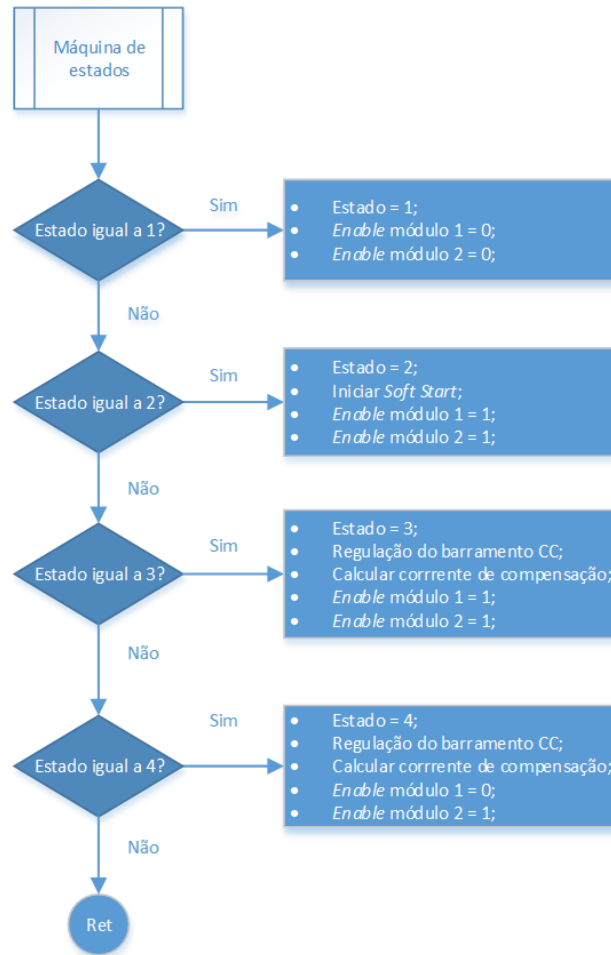 Máquina de
estados
Estado igual a 1?
Sim
• Estado = 1;
• Enable módulo 1 = 0;
• Enable módulo 2 = 0;
Não
Estado igual a 2?
Sim
• Estado = 2;
• Iniciar Soft Start;
• Enable módulo 1 = 1;
• Enable módulo 2 = 1;
Não
Estado igual a 3?
Sim
• Estado = 3;
• Regulação do barramento CC;
• Calcular corrrente de compensação;
• Enable módulo 1 = 1;
• Enable módulo 2 = 1;
Não
Estado igual a 4?
Sim
• Estado = 4;
• Regulação do barramento CC;
• Calcular corrrente de compensação;
• Enable módulo 1 = 0;
• Enable módulo 2 = 1;
Não
Ret